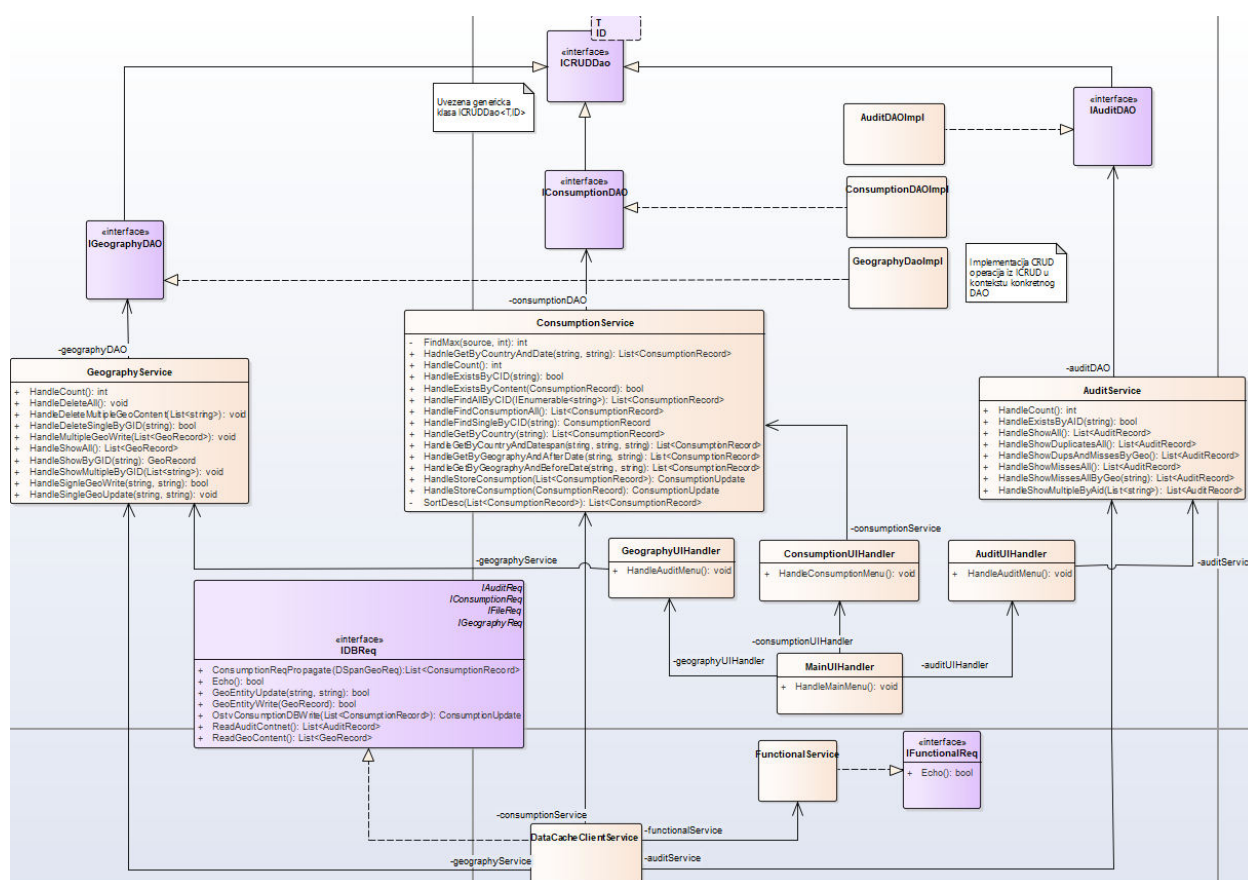 T
ID
«interface»
ICRUDDao
Uvezena genericka
klasa ICRUDDao<T,ID>
«interface»
IAuditDAO
AuditDAOImpl
«interface»
IConsumptionDAO
ConsumptionDAOImpl
«interface»
IGeographyDAO
GeographyDaoImpl
Implementacija CRUD
operacija iz ICRUD u
kontekstu konkretnog
DAO
-consumptionDAO
-geographyDAO
-auditDAO
ConsumptionService
- FindMax(source, int): int
+ HadnleGetByCountryAndDate(string, string): List<ConsumptionRecord>
+ HandleCount(): int
+ HandleExistsByCID(string): bool
+ HandleExistsByContent(ConsumptionRecord): bool
+ HandleFindAllByCID(IEnumerable<string>): List<ConsumptionRecord>
+ HandleFindConsumptionAll(): List<ConsumptionRecord>
+ HandleFindSingleByCID: ConsumptionRecord
+ HandleGetByCountry(string): List<ConsumptionRecord>
+ HandleGetByCountryAndDatespan(string, string, string): List<ConsumptionRecord>
+ HandleGetByGeographyAndAfterDate(string, string): List<ConsumptionRecord>
+ HandleGetByGeographyAndBeforeDate(string, string): List<ConsumptionRecord>
+ HandleStoreConsumption(List<ConsumptionRecord>): ConsumptionUpdate
+ HandleStoreConsumption(ConsumptionRecord): ConsumptionUpdate
- SortDesc(List<ConsumptionRecord>): List<ConsumptionRecord>
GeographyService
+ HandleCount(): int
+ HandleDeleteAll(): void
+ HandleDeleteMultipleGeoContent(List<string>): void
+ HandleDeleteSingleByGID(string): bool
+ HandleMultipleGeoWrite(List<GeoRecord>): void
+ HandleShowAll(): List<GeoRecord>
+ HandleShowByGID(string): GeoRecord
+ HandleShowMultipleByGID(List<string>): void
+ HandleSignleGeoWrite(string, string): bool
+ HandleSingleGeoUpdate(string, string): void
AuditService
+ HandleCount(): int
+ HandleExistsByAID(string): bool
+ HandleShowAll(): List<AuditRecord>
+ HandleShowDuplicatesAll(): List<AuditRecord>
+ HandleShowDupsAndMissesByGeo(): List<AuditRecord>
+ HandleShowMissesAll(): List<AuditRecord>
+ HandleShowMissesAllByGeo(string): List<AuditRecord>
+ HandleShowMultipleByAid(List<string>): List<AuditRecord>
-consumptionService
GeographyUIHandler
+ HandleAuditMenu(): void
ConsumptionUIHandler
+ HandleConsumptionMenu(): void
AuditUIHandler
+ HandleAuditMenu(): void
-geographyService
-auditService
IAuditReq
IConsumptionReq
IFileReq
IGeographyReq
«interface»
IDBReq
+ ConsumptionReqPropagate(DSpanGeoReq):List<ConsumptionRecord>
+ Echo(): bool
+ GeoEntityUpdate(string, string): bool
+ GeoEntityWrite(GeoRecord): bool
+ OstvConsumptionDBWrite(List<ConsumptionRecord>): ConsumptionUpdate
+ ReadAuditContnet(): List<AuditRecord>
+ ReadGeoContent(): List<GeoRecord>
-consumptionUIHandler
-geographyUIHandler
-auditUIHandler
MainUIHandler
+ HandleMainMenu(): void
FunctionalService
«interface»
IFunctionalReq
+ Echo(): bool
-consumptionService
DataCacheClientService
-functionalService
-geographyService
-auditService